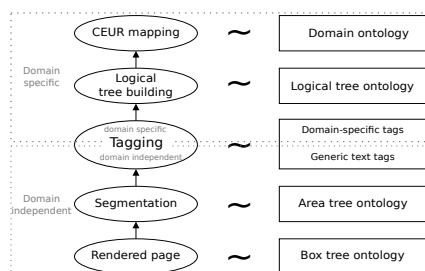 CEUR mapping
~
Domain ontology
Domain
specific
Logical
tree building
~
Logical tree ontology
domain specific
Tagging
domain independent
~
Domain-specific tags
Generic text tags
Domain
independent
Segmentation
~
Area tree ontology
Rendered page
~
Box tree ontology